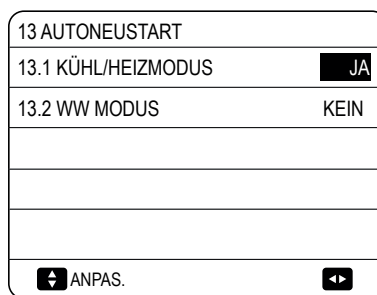 13 AUTONEUSTART
13.1 KÜHL/HEIZMODUS JA
13.2 WW MODUS KEIN
ANPAS.